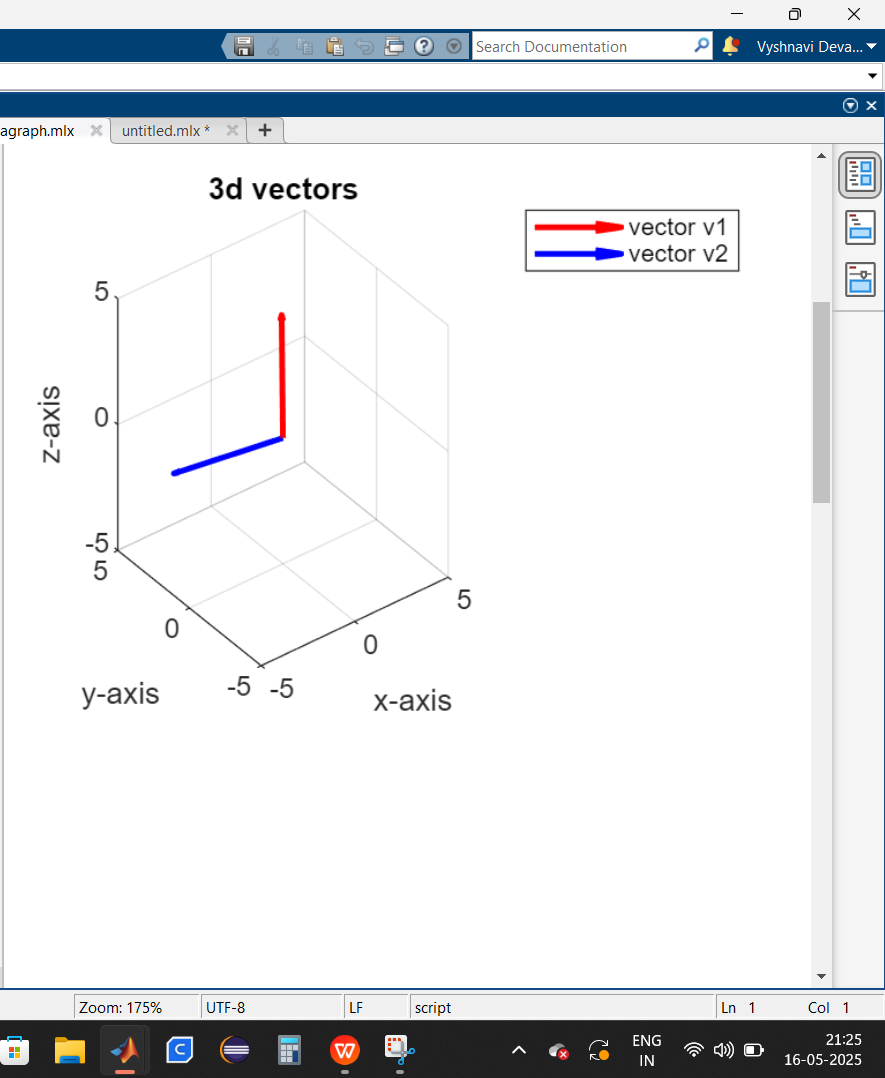 Search Documentation
Vyshnavi Deva...
agraph.mlx
untitled.mlx *
3d vectors
vector v1
vector v2
5
0
-5
z-axis
5
0
-5
y-axis
-5
0
5
x-axis
Zoom: 175%
UTF-8
LF
script
Ln 1
Col 1
ENG
IN
21:25
16-05-2025